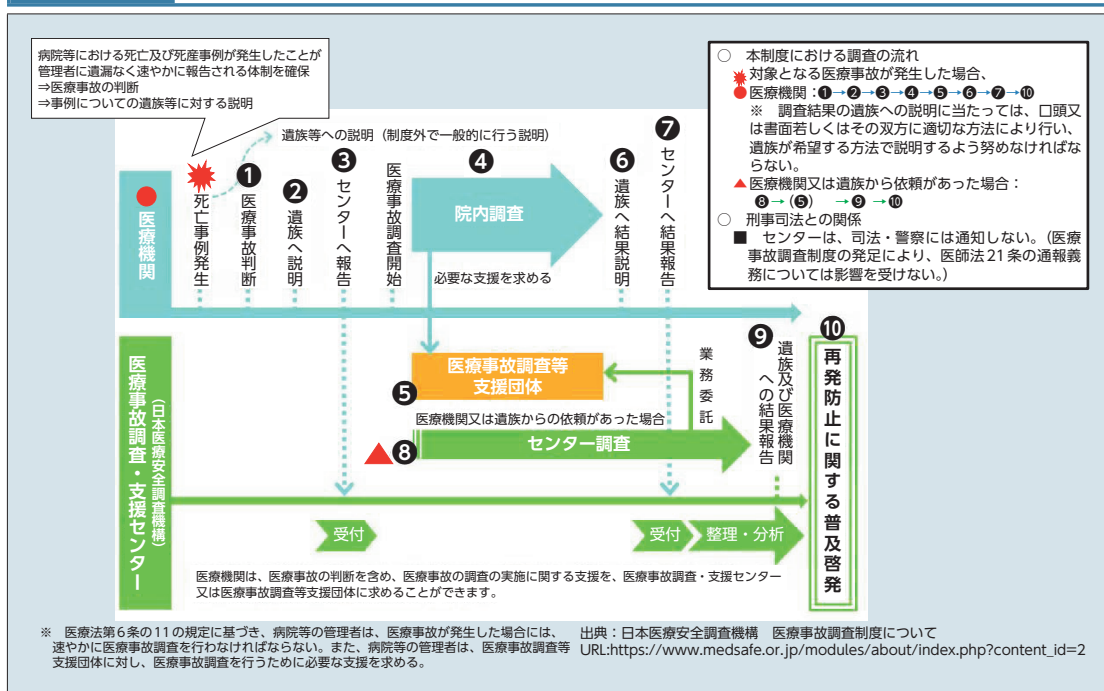 病院等における死亡及び死産事例が発生したことが
管理者に遺漏なく速やかに報告される体制を確保
⇒医療事故の判断
⇒事例についての遺族等に対する説明
○ 本制度における調査の流れ
対象となる医療事故が発生した場合、
医療機関：❶→❷→❸→❹→❺→❻→❼→❿
※ 調査結果の遺族への説明に当たっては、口頭又
は書面若しくはその双方に適切な方法により行い、
遺族が希望する方法で説明するよう努めなければな
らない。
▲医療機関又は遺族から依頼があった場合：
❽→(❺) →❾→❿
○ 刑事司法との関係
■ センターは、司法・警察には通知しない。（医療
事故調査制度の発足により、医師法21条の通報義
務については影響を受けない。）
遺族等への説明（制度外で一般的に行う説明）
医療機関
死亡事例発生
❶
医療事故判断
❷
遺族へ説明
❸
センターへ報告
医療事故調査開始
❹
院内調査
必要な支援を求める
❻
遺族へ結果説明
❼
センターへ結果報告
医療事故調査・支援センター
（日本医療安全調査機構）
医療事故調査等
支援団体
❺
業務委託
医療機関又は遺族からの依頼があった場合
▲❽
センター調査
❾
遺族及び医療機関
への結果報告
❿
再発防止に関する普及啓発
受付
受付
整理・分析
医療機関は、医療事故の判断を含め、医療事故の調査の実施に関する支援を、医療事故調査・支援センター
又は医療事故調査等支援団体に求めることができます。
※ 医療法第6条の11の規定に基づき、病院等の管理者は、医療事故が発生した場合には、
速やかに医療事故調査を行わなければならない。また、病院等の管理者は、医療事故調査等
支援団体に対し、医療事故調査を行うために必要な支援を求める。
出典：日本医療安全調査機構 医療事故調査制度について
URL:https://www.medsafe.or.jp/modules/about/index.php?content_id=2